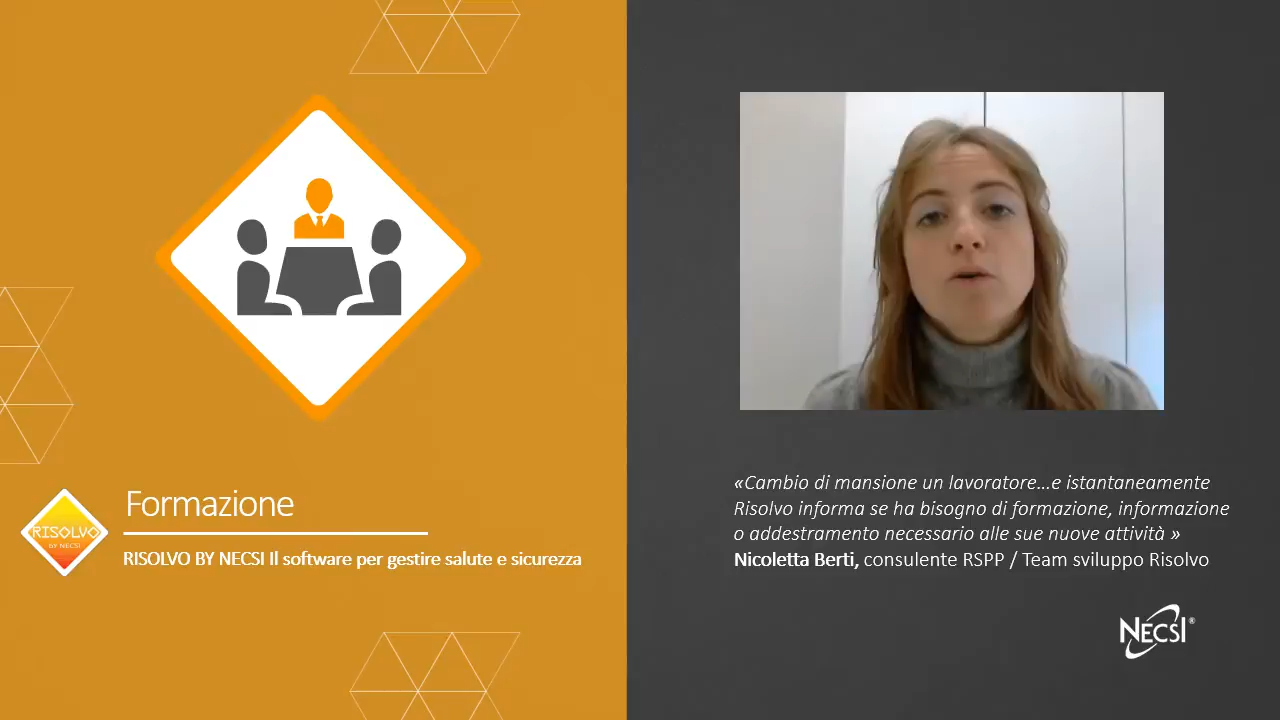 Formazione
RISOLVO
BY NECSI
RISOLVO BY NECSI Il software per gestire salute e sicurezza
«Cambio di mansione un lavoratore...e istantaneamente
Risolvo informa se ha bisogno di formazione, informazione
o addestramento necessario alle sue nuove attività »
Nicoletta Berti, consulente RSPP / Team sviluppo Risolvo
NECSI®